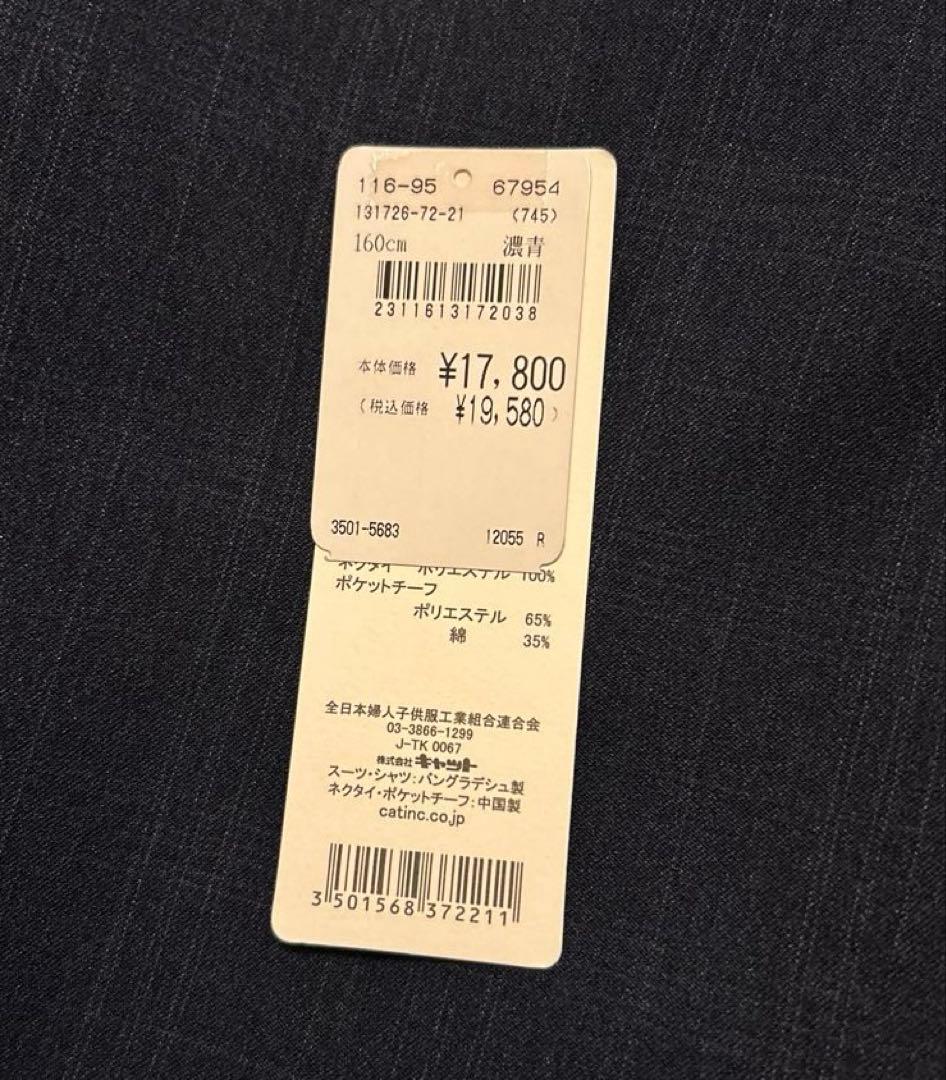 116-95 67954
131726-72-21 (745)
160cm 濃青
2311613172038
本体価格 ¥17,800
(税込価格 ¥19,580)
3501-5683 12055 R
ネクタイ ポリエステル 100%
ポケットチーフ
ポリエステル 65%
綿 35%
全日本婦人子供服工業組合連合会
03-3866-1299
J-TK 0067
株式会社キャット
スーツ・シャツ:バングラデシュ製
ネクタイ・ポケットチーフ:中国製
catinc.co.jp
3 501568 372211